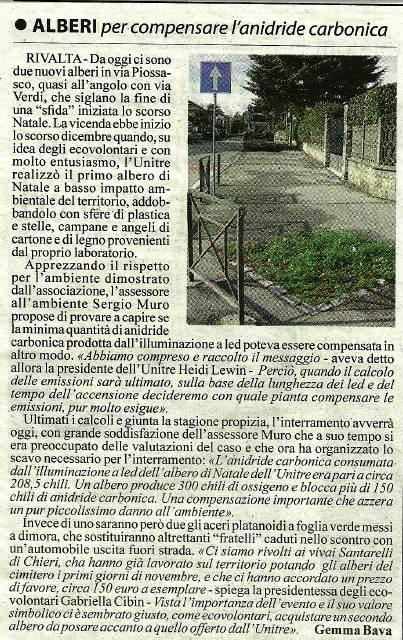 ● ALBERI per compensare l'anidride carbonica
RIVALTA - Da oggi ci sono
due nuovi alberi in via Piossa-
sco, quasi all'angolo con via
Verdi, che siglano la fine di
una “sfida” iniziata lo scorso
Natale. La vicenda ebbe inizio
lo scorso dicembre quando, su
idea degli ecovolontari e con
molto entusiasmo, l'Unitre
realizzò il primo albero di
Natale a basso impatto am-
bientale del territorio, addob-
bandolo con sfere di plastica
e stelle, campane e angeli di
cartone e di legno provenienti
dal proprio laboratorio.
Apprezzando il rispetto
per l'ambiente dimostrato
dall'associazione, l'assessore
all'ambiente Sergio Muro
propose di provare a capire se
la minima quantità di anidride
carbonica prodotta dall'illuminazione a led poteva essere compensata in
altro modo. «Abbiamo compreso e raccolto il messaggio - aveva detto
allora la presidente dell'Unitre Heidi Lewin - Perciò, quando il calcolo
delle emissioni sarà ultimato, sulla base della lunghezza dei led e del
tempo dell'accensione decideremo con quale pianta compensare le
emissioni, pur molto esigue».
Ultimati i calcoli e giunta la stagione propizia, l'interramento avverrà
oggi, con grande soddisfazione dell'assessore Muro che a suo tempo si
era preoccupato delle valutazioni del caso e che ora ha organizzato lo
scavo necessario per l'interramento: «L'anidride carbonica consumata
dall'illuminazione a led dell'albero di Natale dell'Unitre era pari a circa
208,5 chili. Un albero produce 300 chili di ossigeno e blocca più di 150
chili di anidride carbonica. Una compensazione importante che azzera
un pur piccolissimo danno all'ambiente».
Invece di uno saranno però due gli aceri platanoidi a foglia verde messi
a dimora, che sostituiranno altrettanti “fratelli” caduti nello scontro con
un'automobile uscita fuori strada. «Ci siamo rivolti ai vivai Santarelli
di Chieri, cha hanno già lavorato sul territorio potando gli alberi del
cimitero i primi giorni di novembre, e che ci hanno accordato un prezzo
di favore, circa 150 euro a esemplare - spiega la presidentessa degli eco-
volontari Gabriella Cibin - Vista l'importanza dell'evento e il suo valore
simbolico ci è sembrato giusto, come ecovolontari, acquistare un secondo
albero da posare accanto a quello offerto dall'Unitre». Gemma Bava